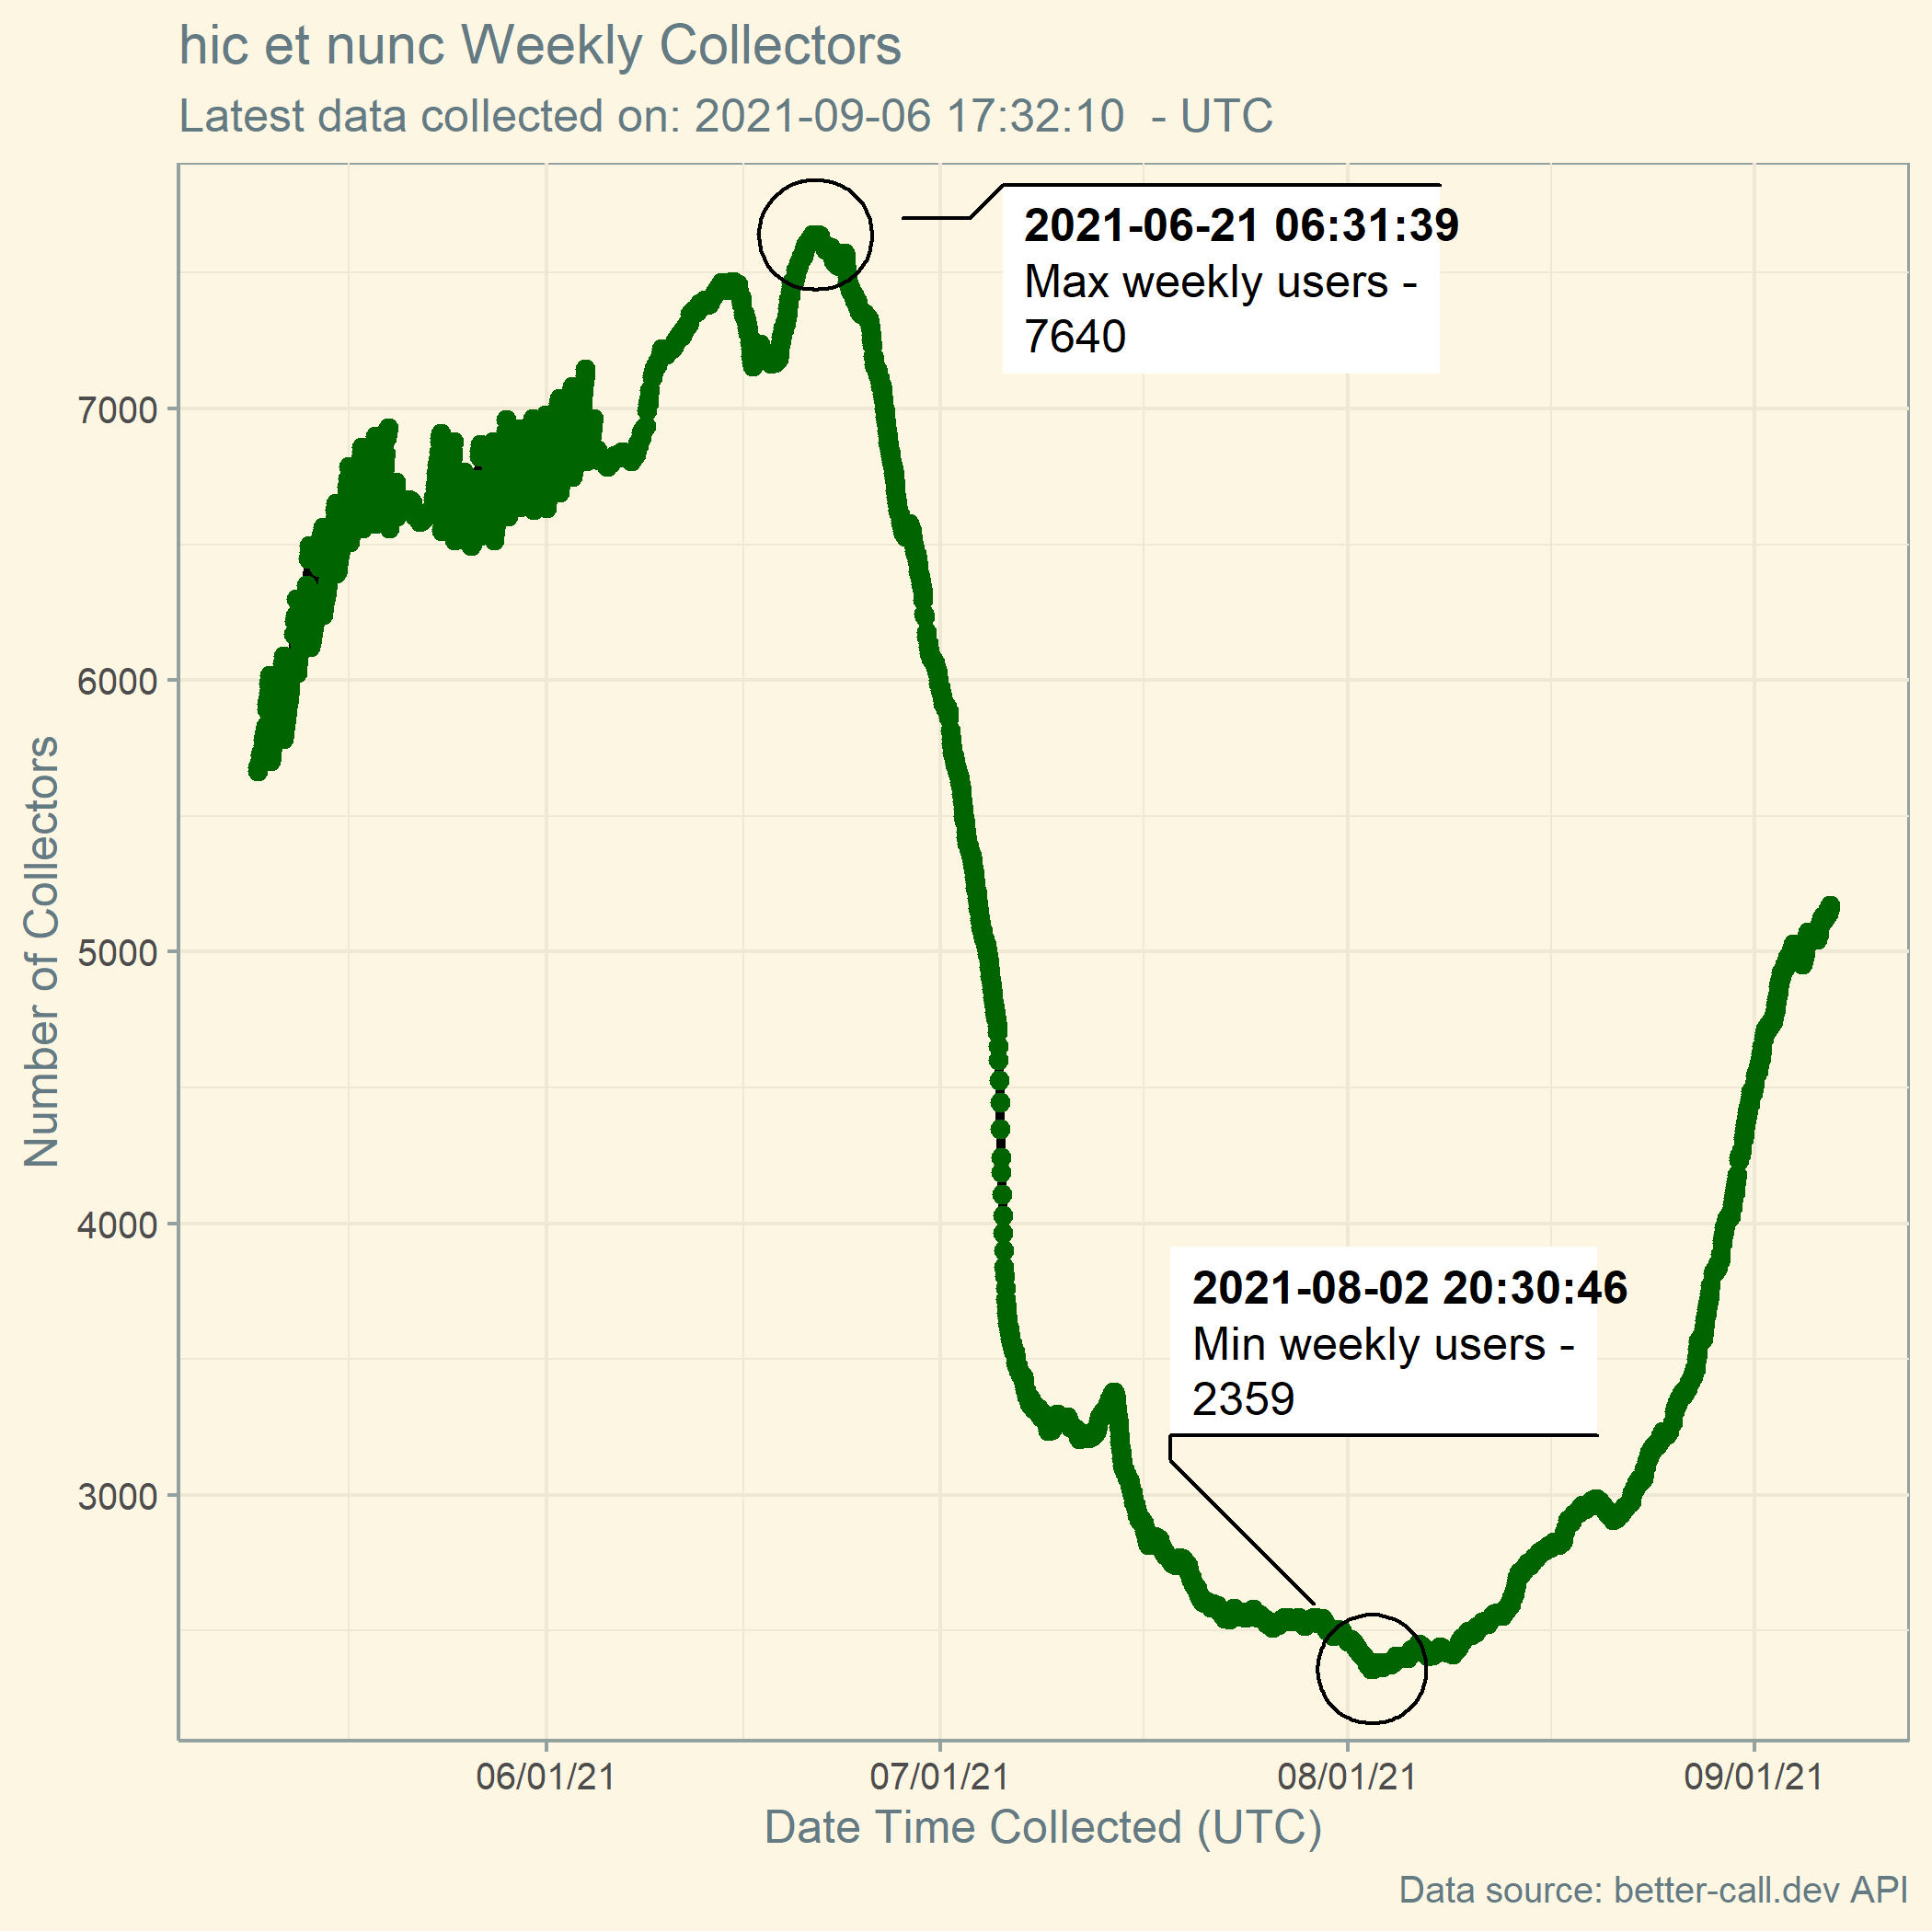 hic et nunc Weekly Collectors
Latest data collected on: 2021-09-06 17:32:10  - UTC
2021-06-21 06:31:39
Max weekly users -
7640
7000
6000
5000
4000
3000
Number of Collectors
2021-08-02 20:30:46
Min weekly users -
2359
06/01/21 07/01/21 08/01/21 09/01/21
Date Time Collected (UTC)
Data source: better-call.dev API